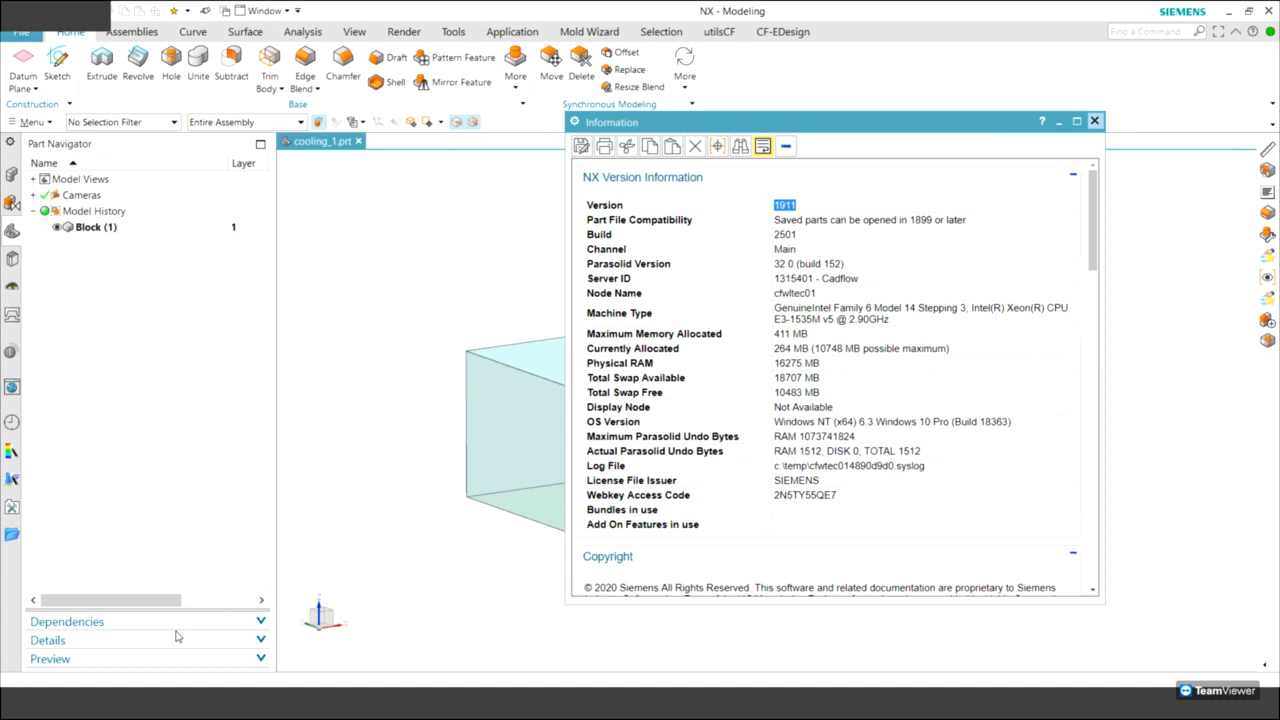 Window
NX - Modeling
SIEMENS
File Home Assemblies Curve Surface Analysis View Render Tools Application Mold Wizard Selection utilsCF CF-EDesign
Find a Command
Datum Plane
Sketch
Extrude
Revolve
Hole
Unite
Subtract
Trim Body
Edge Blend
Chamfer
Draft
Shell
Pattern Feature
Mirror Feature
More
Move
Delete
Offset
Replace
Resize Blend
More
Construction
Base
Synchronous Modeling
Menu
No Selection Filter
Entire Assembly
Part Navigator
Name
Layer
Model Views
Cameras
Model History
Block (1) 1
Dependencies
Details
Preview
cooling_1.prt
Information
NX Version Information
Version 1911
Part File Compatibility Saved parts can be opened in 1899 or later
Build 2501
Channel Main
Parasolid Version 32.0 (build 152)
Server ID 1315401 - Cadflow
Node Name cfwltec01
Machine Type GenuineIntel Family 6 Model 14 Stepping 3, Intel(R) Xeon(R) CPU
E3-1535M v5 @ 2.90GHz
Maximum Memory Allocated 411 MB
Currently Allocated 264 MB (10748 MB possible maximum)
Physical RAM 16275 MB
Total Swap Available 18707 MB
Total Swap Free 10483 MB
Display Node Not Available
OS Version Windows NT (x64) 6.3 Windows 10 Pro (Build 18363)
Maximum Parasolid Undo Bytes RAM 1073741824
Actual Parasolid Undo Bytes RAM 1512, DISK 0, TOTAL 1512
Log File c:\temp\cfwtec014890d9d0.syslog
License File Issuer SIEMENS
Webkey Access Code 2N5TY55QE7
Bundles in use
Add On Features in use
Copyright
© 2020 Siemens All Rights Reserved. This software and related documentation are proprietary to Siemens
TeamViewer